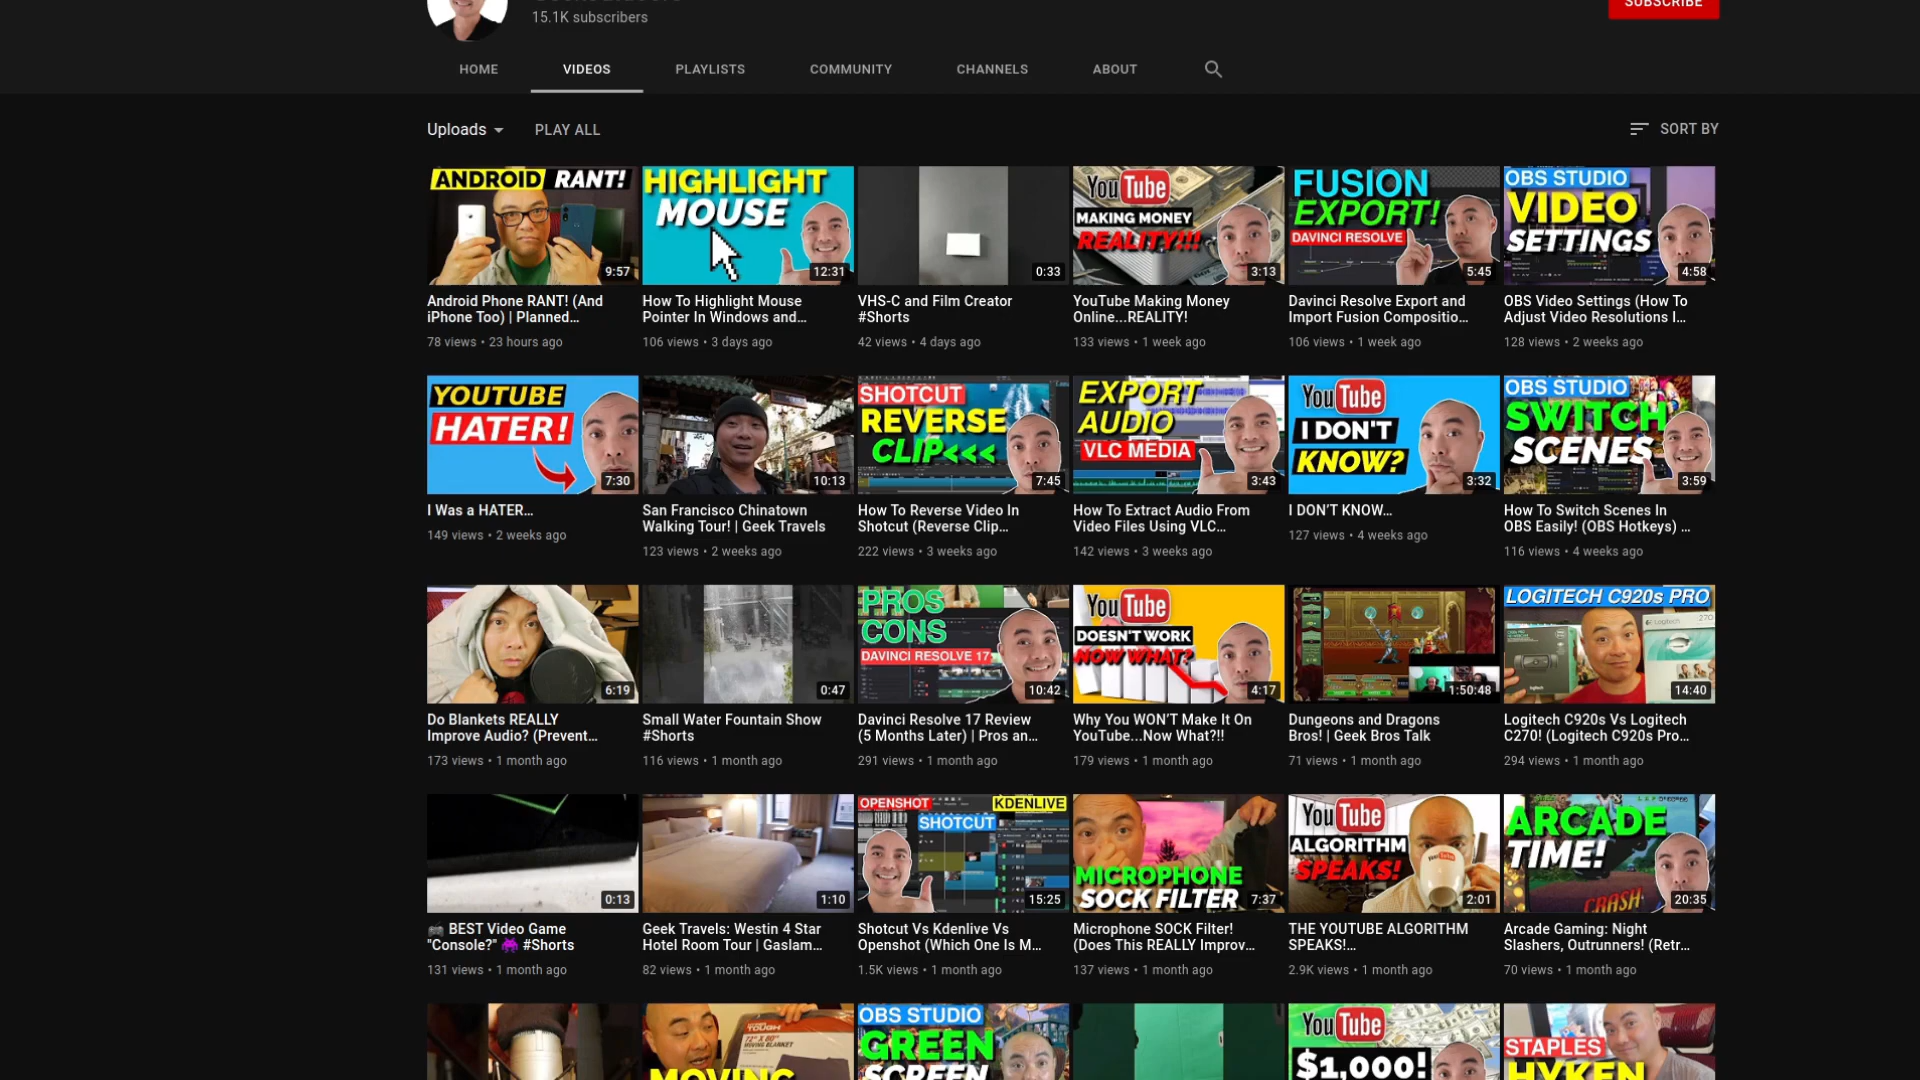 15.1K subscribers
SUBSCRIBE
HOME
VIDEOS
PLAYLISTS
COMMUNITY
CHANNELS
ABOUT
Uploads
PLAY ALL
SORT BY
ANDROID RANT!
9:57
Android Phone RANT! (And
iPhone Too) | Planned...
78 views • 23 hours ago
HIGHLIGHT
MOUSE
12:31
How To Highlight Mouse
Pointer In Windows and...
106 views • 3 days ago
0:33
VHS-C and Film Creator
#Shorts
42 views • 4 days ago
YouTube
MAKING MONEY
REALITY!!!
3:13
YouTube Making Money
Online...REALITY!
133 views • 1 week ago
FUSION
EXPORT!
DAVINCI RESOLVE
5:45
Davinci Resolve Export and
Import Fusion Compositio...
106 views • 1 week ago
OBS STUDIO
VIDEO
SETTINGS
4:58
OBS Video Settings (How To
Adjust Video Resolutions I...
128 views • 2 weeks ago
YOUTUBE
HATER!
7:30
I Was a HATER...
149 views • 2 weeks ago
10:13
San Francisco Chinatown
Walking Tour! | Geek Travels
123 views • 2 weeks ago
SHOTCUT
REVERSE
CLIP<<<
7:45
How To Reverse Video In
Shotcut (Reverse Clip...
222 views • 3 weeks ago
EXPORT
AUDIO
VLC MEDIA
3:43
How To Extract Audio From
Video Files Using VLC...
142 views • 3 weeks ago
YouTube
I DON'T
KNOW?
3:32
I DON'T KNOW...
127 views • 4 weeks ago
OBS STUDIO
SWITCH
SCENES
3:59
How To Switch Scenes In
OBS Easily! (OBS Hotkeys) ...
116 views • 4 weeks ago
6:19
Do Blankets REALLY
Improve Audio? (Prevent...
173 views • 1 month ago
0:47
Small Water Fountain Show
#Shorts
116 views • 1 month ago
PROS
CONS
DAVINCI RESOLVE 17
10:42
Davinci Resolve 17 Review
(5 Months Later) | Pros an...
291 views • 1 month ago
YouTube
DOESN'T WORK
NOW WHAT?
4:17
Why You WON'T Make It On
YouTube...Now What?!!
179 views • 1 month ago
1:50:48
Dungeons and Dragons
Bros! | Geek Bros Talk
71 views • 1 month ago
LOGITECH C920s PRO
14:40
Logitech C920s Vs Logitech
C270! (Logitech C920s Pro...
294 views • 1 month ago
0:13
🎮 BEST Video Game
"Console?" 👾 #Shorts
131 views • 1 month ago
1:10
Geek Travels: Westin 4 Star
Hotel Room Tour | Gaslam...
82 views • 1 month ago
OPENSHOT
KDENLIVE
SHOTCUT
15:25
Shotcut Vs Kdenlive Vs
Openshot (Which One Is M...
1.5K views • 1 month ago
MICROPHONE
SOCK FILTER
7:37
Microphone SOCK Filter!
(Does This REALLY Improv...
137 views • 1 month ago
YouTube
ALGORITHM
SPEAKS!
2:01
THE YOUTUBE ALGORITHM
SPEAKS!...
2.9K views • 1 month ago
ARCADE
TIME!
CRASH
20:35
Arcade Gaming: Night
Slashers, Outrunners! (Retr...
70 views • 1 month ago
TOUGH
72" X 80"
MOVING BLANKET
MOVING
OBS STUDIO
GREEN
SCREEN
YouTube
$1,000!
STAPLES
HYKEN